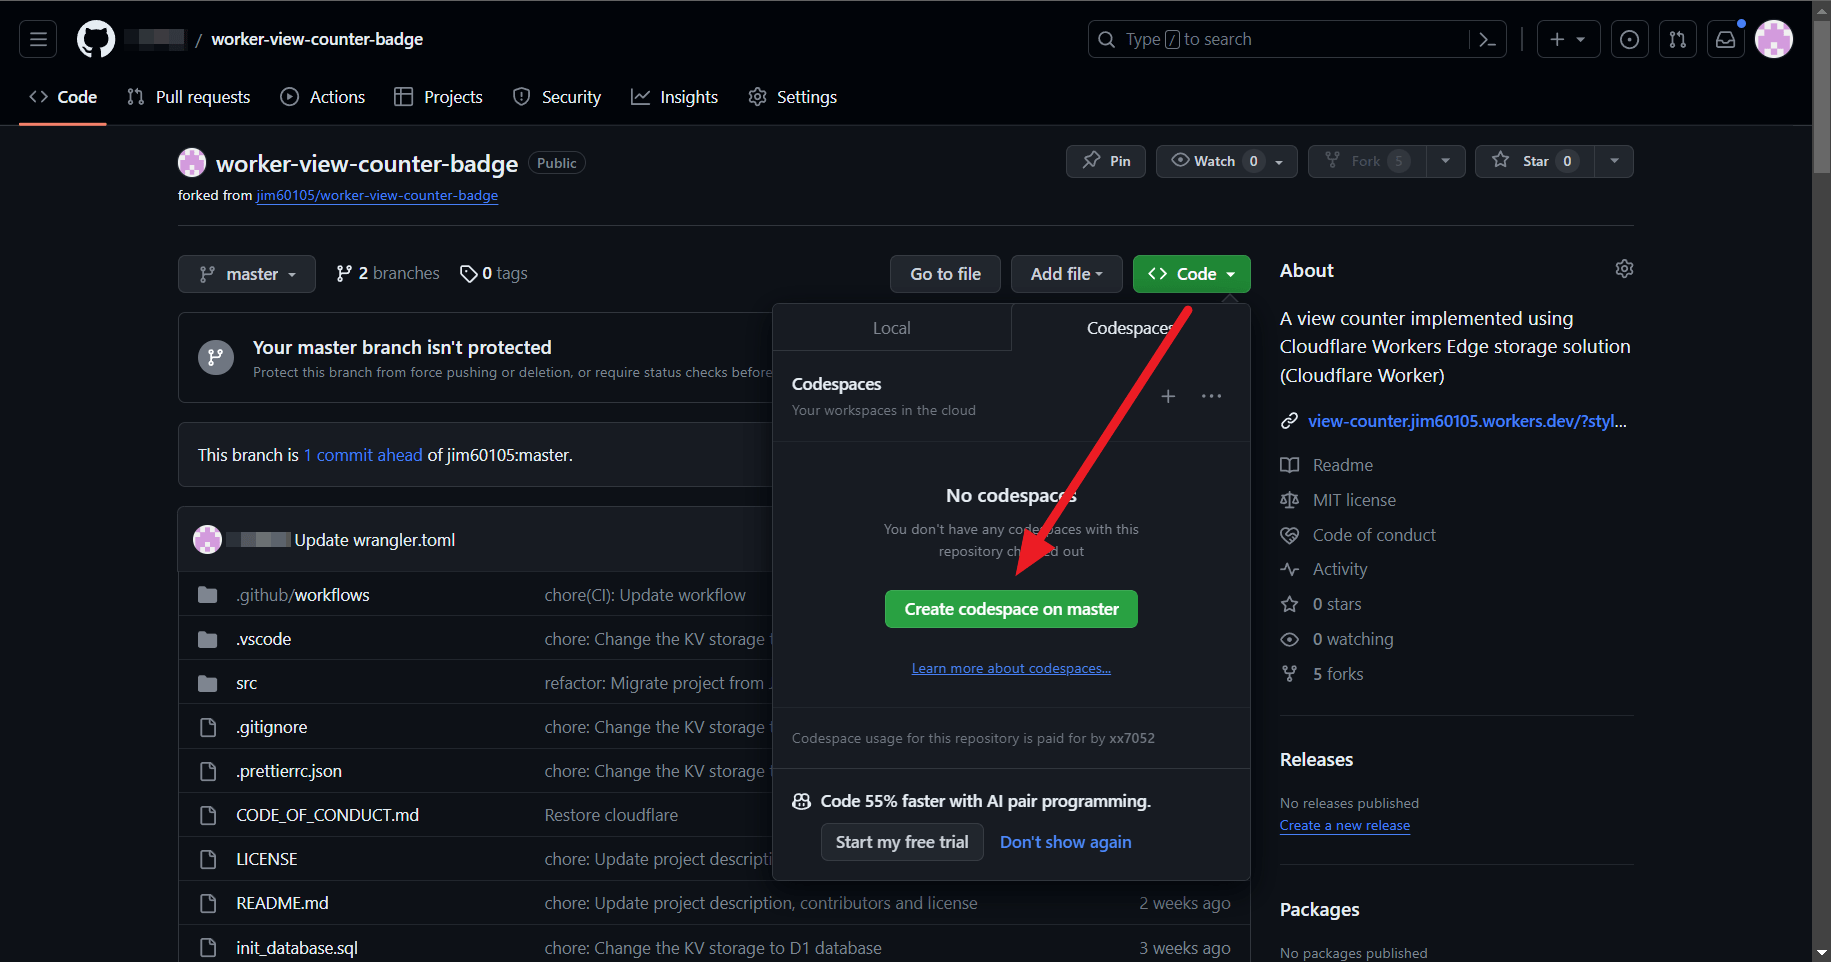 / worker-view-counter-badge
Type / to search
Code
Pull requests
Actions
Projects
Security
Insights
Settings
worker-view-counter-badge Public
forked from jim60105/worker-view-counter-badge
Pin
Watch 0
Fork 5
Star 0
master
2 branches
0 tags
Go to file
Add file
Code
Local
Codespaces
Codespaces
Your workspaces in the cloud
No codespaces
You don't have any codespaces with this
repository checked out
Create codespace on master
Learn more about codespaces...
Codespace usage for this repository is paid for by xx7052
Code 55% faster with AI pair programming.
Start my free trial
Don't show again
Your master branch isn't protected
Protect this branch from force pushing or deletion, or require status checks before
This branch is 1 commit ahead of jim60105:master.
Update wrangler.toml
.github/workflows chore(CI): Update workflow
.vscode chore: Change the KV storage
src refactor: Migrate project from
.gitignore chore: Change the KV storage
.prettierrc.json chore: Change the KV storage
CODE_OF_CONDUCT.md Restore cloudflare
LICENSE chore: Update project descripti
README.md chore: Update project description, contributors and license 2 weeks ago
init_database.sql chore: Change the KV storage to D1 database 3 weeks ago
About
A view counter implemented using
Cloudflare Workers Edge storage solution
(Cloudflare Worker)
view-counter.jim60105.workers.dev/?styl...
Readme
MIT license
Code of conduct
Activity
0 stars
0 watching
5 forks
Releases
No releases published
Create a new release
Packages
No packages published